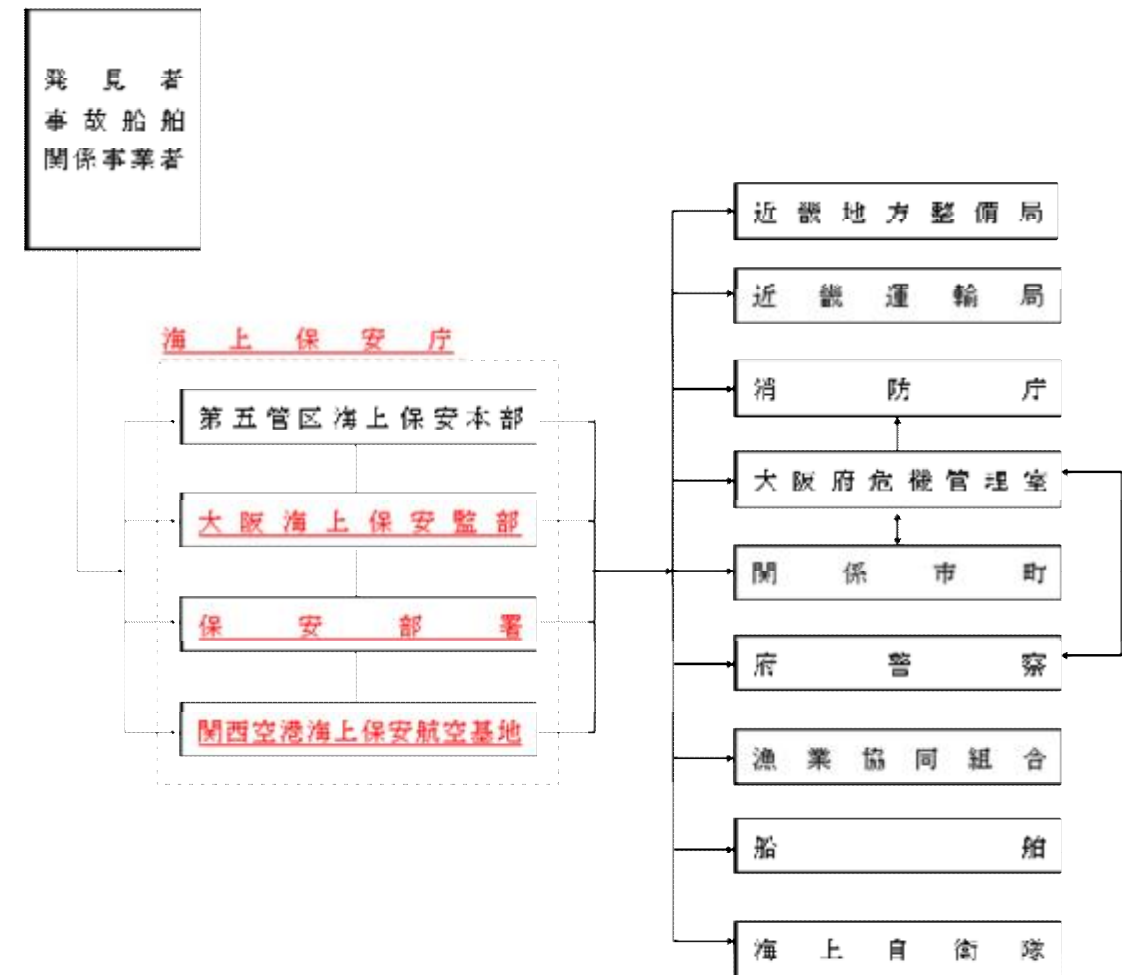 発見者
事故船舶
関係事業者
海上保安庁
第五管区海上保安本部
大阪海上保安監部
保安部署
関西空港海上保安航空基地
近畿地方整備局
近畿運輸局
消防庁
大阪府危機管理室
関係市町
府警察
漁業協同組合
船舶
海上自衛隊